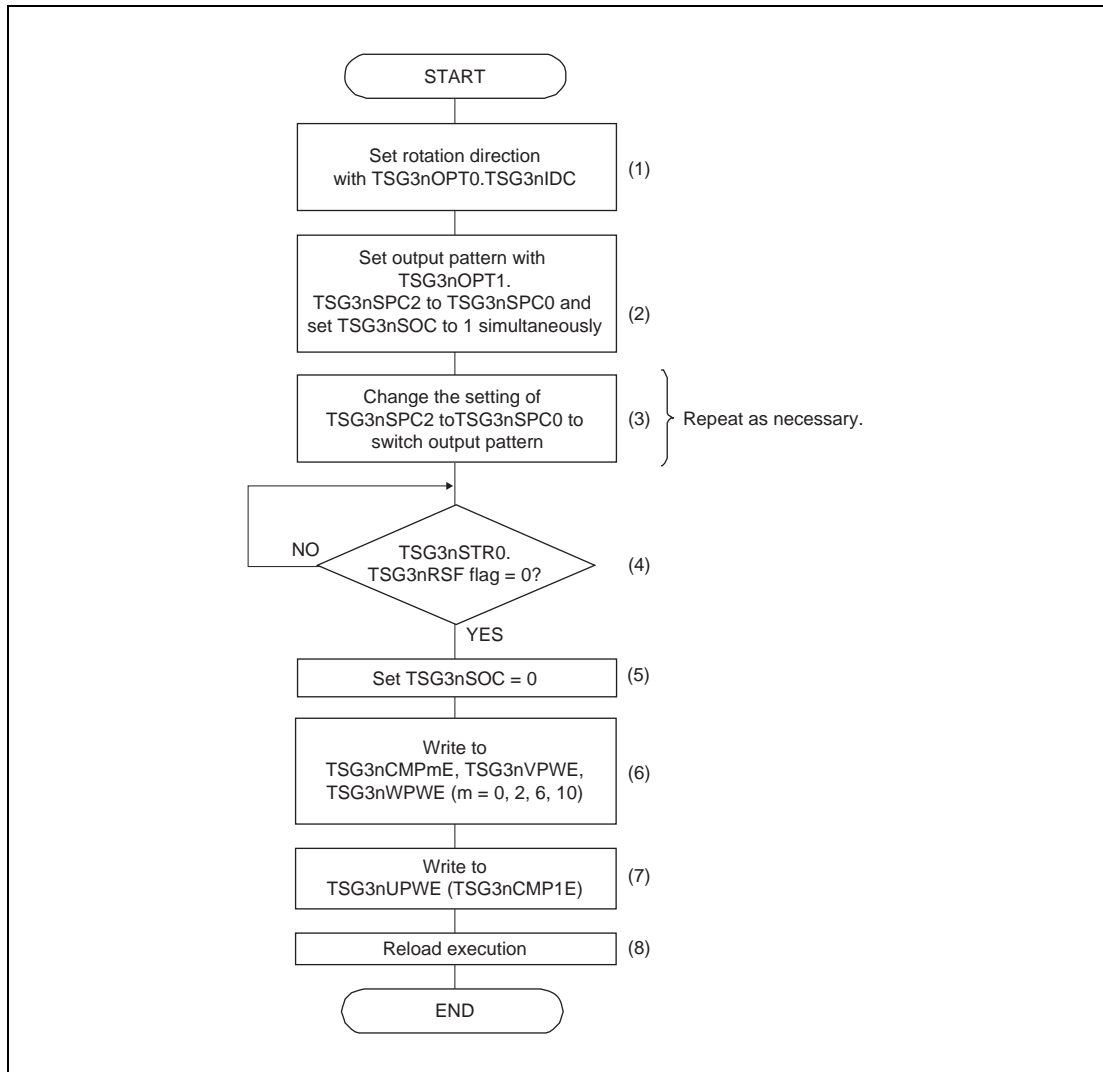 START
Set rotation direction
with TSG3nOPT0.TSG3nIDC
(1)
Set output pattern with
TSG3nOPT1.
TSG3nSPC2 to TSG3nSPC0 and
set TSG3nSOC to 1 simultaneously
(2)
Change the setting of
TSG3nSPC2 toTSG3nSPC0 to
switch output pattern
(3)
Repeat as necessary.
NO
TSG3nSTR0.
TSG3nRSF flag = 0?
(4)
YES
Set TSG3nSOC = 0
(5)
Write to
TSG3nCMPmE, TSG3nVPWE,
TSG3nWPWE (m = 0, 2, 6, 10)
(6)
Write to
TSG3nUPWE (TSG3nCMP1E)
(7)
Reload execution
(8)
END